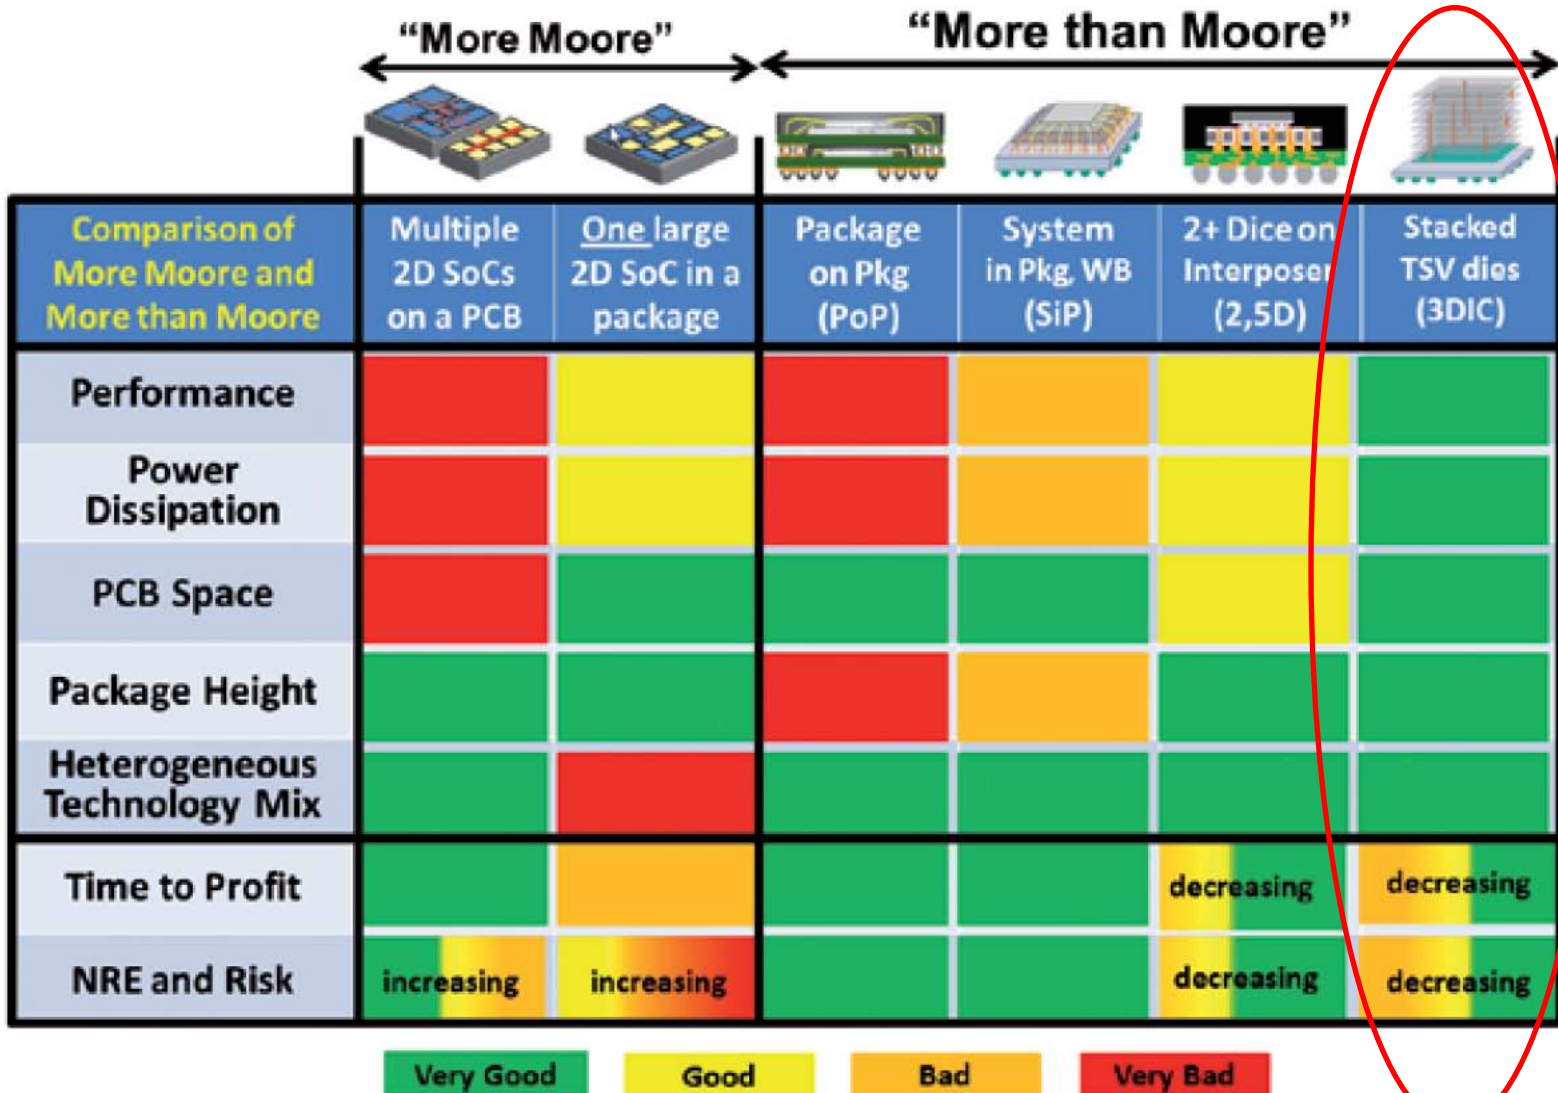 “More Moore”
“More than Moore”
Comparison of
More Moore and
More than Moore
Multiple
2D SoCs
on a PCB
One large
2D SoC in a
package
Package
on Pkg
(PoP)
System
in Pkg, WB
(SiP)
2+ Dice on
Interposer
(2,5D)
Stacked
TSV dies
(3DIC)
Performance
Power
Dissipation
PCB Space
Package Height
Heterogeneous
Technology Mix
Time to Profit
decreasing
decreasing
NRE and Risk
increasing
increasing
decreasing
decreasing
Very Good
Good
Bad
Very Bad